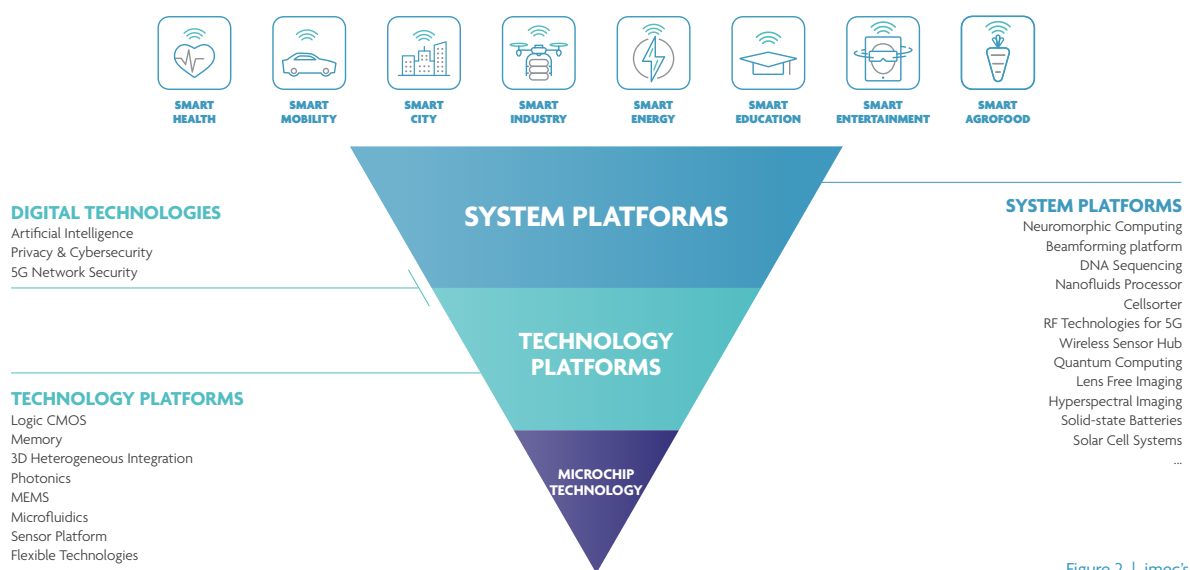 SMART
HEALTH
SMART
MOBILITY
SMART
CITY
SMART
INDUSTRY
SMART
ENERGY
SMART
EDUCATION
SMART
ENTERTAINMENT
SMART
AGROFOOD
SYSTEM PLATFORMS
TECHNOLOGY
PLATFORMS
MICROCHIP
TECHNOLOGY
DIGITAL TECHNOLOGIES
Artificial Intelligence
Privacy & Cybersecurity
5G Network Security
TECHNOLOGY PLATFORMS
Logic CMOS
Memory
3D Heterogeneous Integration
Photonics
MEMS
Microfluidics
Sensor Platform
Flexible Technologies
SYSTEM PLATFORMS
Neuromorphic Computing
Beamforming platform
DNA Sequencing
Nanofluids Processor
Cellsorter
RF Technologies for 5G
Wireless Sensor Hub
Quantum Computing
Lens Free Imaging
Hyperspectral Imaging
Solid-state Batteries
Solar Cell Systems
...
Figure 2 | imec's